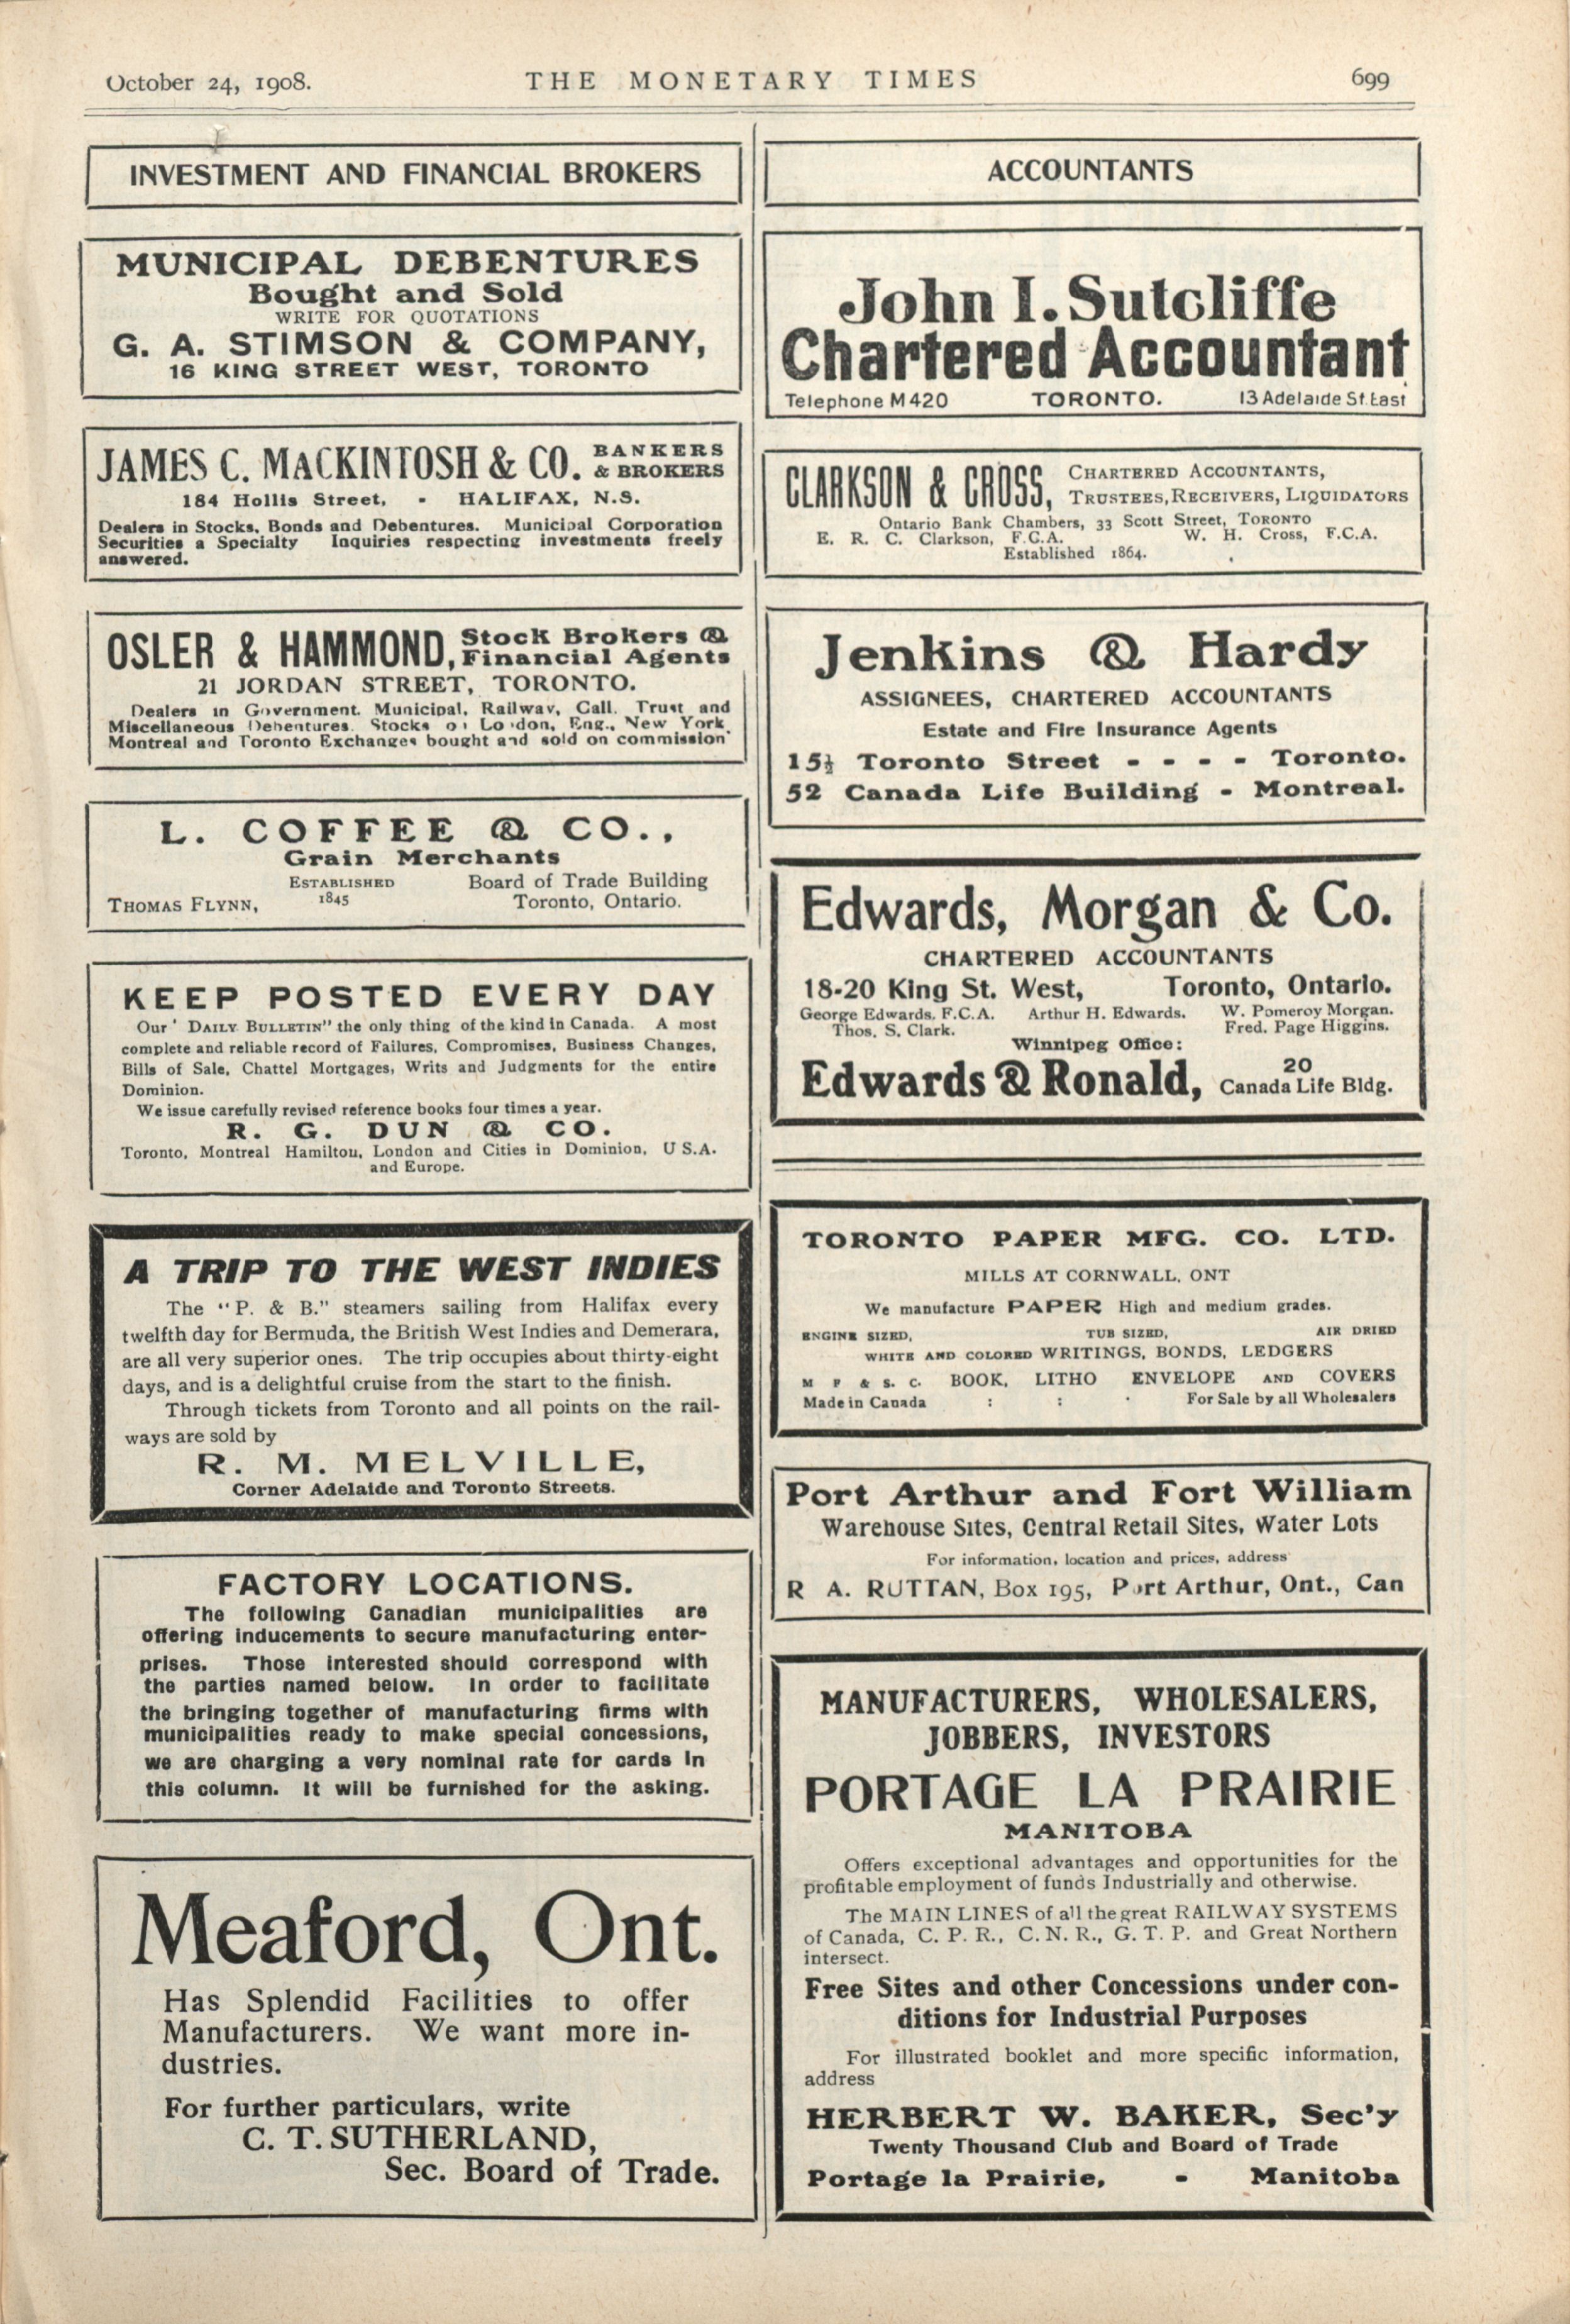 October 24, 1908.
THE MONETARY TIMES
699
INVESTMENT AND FINANCIAL BROKERS
MUNICIPAL DEBENTURES
Bought and Sold
WRITE FOR QUOTATIONS
G. A. STIMSON & COMPANY,
16 KING STREET WEST, TORONTO
JAMES C. MACKINTOSH & CO. BANKERS
& BROKERS
184 Hollis Street, - HALIFAX, N.S.
Dealers in Stocks, Bonds and Debentures. Municipal Corporation
Securities a Specialty Inquiries respecting investments freely
answered.
OSLER & HAMMOND, Stock Brokers &
Financial Agents
21 JORDAN STREET, TORONTO.
Dealers in Government, Municipal, Railway, Call, Trust and
Miscellaneous Debentures. Stocks on London, Eng., New York,
Montreal and Toronto Exchanges bought and sold on commission
L. COFFEE & CO.,
Grain Merchants
ESTABLISHED
1845
Board of Trade Building
Toronto, Ontario.
THOMAS FLYNN,
KEEP POSTED EVERY DAY
Our ' DAILY BULLETIN" the only thing of the kind in Canada. A most
complete and reliable record of Failures, Compromises, Business Changes,
Bills of Sale, Chattel Mortgages, Writs and Judgments for the entire
Dominion.
We issue carefully revised reference books four times a year.
R. G. DUN & CO.
Toronto, Montreal Hamilton, London and Cities in Dominion, U S.A.
and Europe.
A TRIP TO THE WEST INDIES
The "P. & B." steamers sailing from Halifax every
twelfth day for Bermuda, the British West Indies and Demerara,
are all very superior ones. The trip occupies about thirty-eight
days, and is a delightful cruise from the start to the finish.
Through tickets from Toronto and all points on the rail-
ways are sold by
R. M. MELVILLE,
Corner Adelaide and Toronto Streets.
FACTORY LOCATIONS.
The following Canadian municipalities are
offering inducements to secure manufacturing enter-
prises. Those interested should correspond with
the parties named below. In order to facilitate
the bringing together of manufacturing firms with
municipalities ready to make special concessions,
we are charging a very nominal rate for cards in
this column. It will be furnished for the asking.
Meaford, Ont.
Has Splendid Facilities to offer
Manufacturers. We want more in-
dustries.
For further particulars, write
C. T. SUTHERLAND,
Sec. Board of Trade.
ACCOUNTANTS
John I. Sutcliffe
Chartered Accountant
Telephone M 420 TORONTO. 13 Adelaide St. East
CLARKSON & CROSS, CHARTERED ACCOUNTANTS,
TRUSTEES, RECEIVERS, LIQUIDATORS
Ontario Bank Chambers, 33 Scott Street, TORONTO
E. R. C. Clarkson, F.C.A. W. H. Cross, F.C.A.
Established 1864.
Jenkins & Hardy
ASSIGNEES, CHARTERED ACCOUNTANTS
Estate and Fire Insurance Agents
15½ Toronto Street - - - - Toronto.
52 Canada Life Building - Montreal.
Edwards, Morgan & Co.
CHARTERED ACCOUNTANTS
18-20 King St. West, Toronto, Ontario.
George Edwards, F.C.A. Arthur H. Edwards. W. Pomeroy Morgan.
Thos. S. Clark. Fred. Page Higgins.
Winnipeg Office:
Edwards & Ronald, 20 Canada Life Bldg.
TORONTO PAPER MFG. CO. LTD.
MILLS AT CORNWALL, ONT
We manufacture PAPER High and medium grades.
ENGINE SIZED, TUB SIZED, AIR DRIED
WHITE AND COLORED WRITINGS, BONDS, LEDGERS
M F & S. C. BOOK, LITHO ENVELOPE AND COVERS
Made in Canada : : For Sale by all Wholesalers
Port Arthur and Fort William
Warehouse Sites, Central Retail Sites, Water Lots
For information, location and prices, address
R A. RUTTAN, Box 195, Port Arthur, Ont., Can
MANUFACTURERS, WHOLESALERS,
JOBBERS, INVESTORS
PORTAGE LA PRAIRIE
MANITOBA
Offers exceptional advantages and opportunities for the
profitable employment of funds Industrially and otherwise.
The MAIN LINES of all the great RAILWAY SYSTEMS
of Canada, C. P. R., C. N. R., G. T. P. and Great Northern
intersect.
Free Sites and other Concessions under con-
ditions for Industrial Purposes
For illustrated booklet and more specific information,
address
HERBERT W. BAKER, Sec'y
Twenty Thousand Club and Board of Trade
Portage la Prairie, - Manitoba